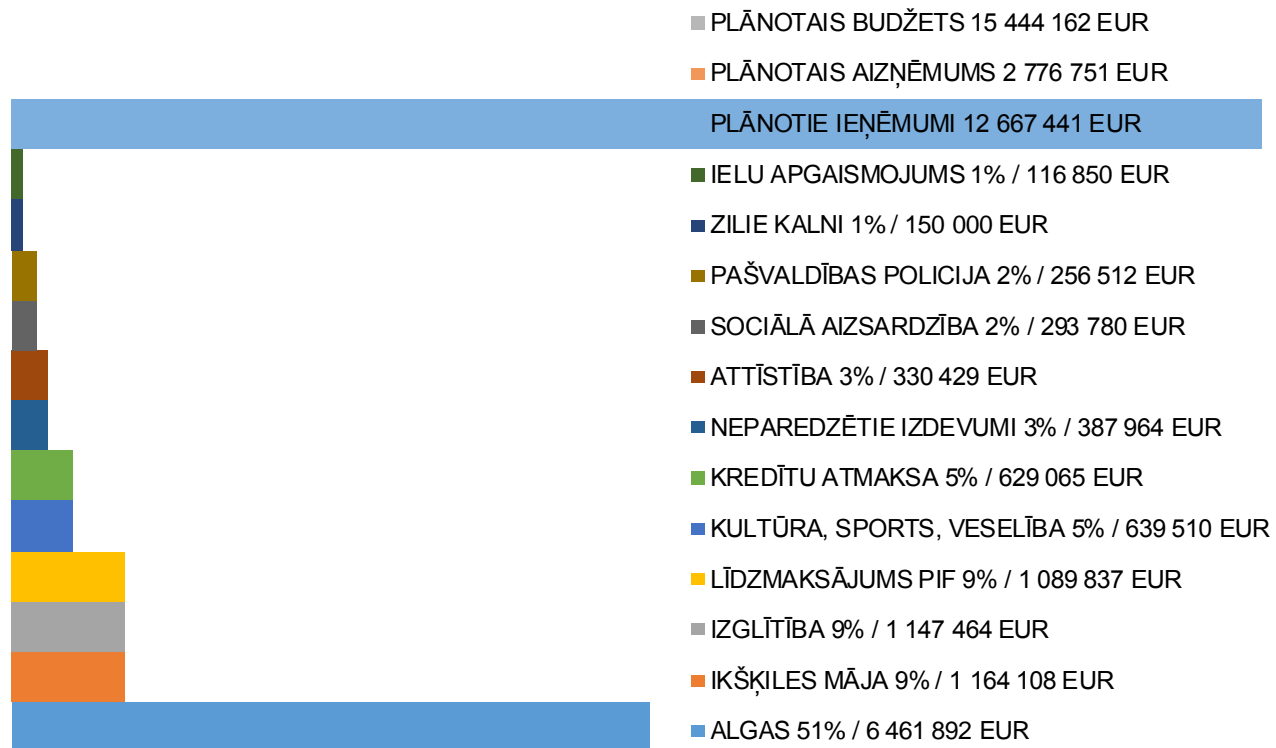 PLĀNOTAIS BUDŽETS 15 444 162 EUR
PLĀNOTAIS AIZŅĒMUMS 2 776 751 EUR
PLĀNOTIE IEŅĒMUMI 12 667 441 EUR
IELU APGAISMOJUMS 1% / 116 850 EUR
ZILIE KALNI 1% / 150 000 EUR
PAŠVALDĪBAS POLICIJA 2% / 256 512 EUR
SOCIĀLĀ AIZSARDZĪBA 2% / 293 780 EUR
ATTĪSTĪBA 3% / 330 429 EUR
NEPAREDZĒTIE IZDEVUMI 3% / 387 964 EUR
KREDĪTU ATMAKSA 5% / 629 065 EUR
KULTŪRA, SPORTS, VESELĪBA 5% / 639 510 EUR
LĪDZMAKSĀJUMS PIF 9% / 1 089 837 EUR
IZGLĪTĪBA 9% / 1 147 464 EUR
IKŠĶILES MĀJA 9% / 1 164 108 EUR
ALGAS 51% / 6 461 892 EUR